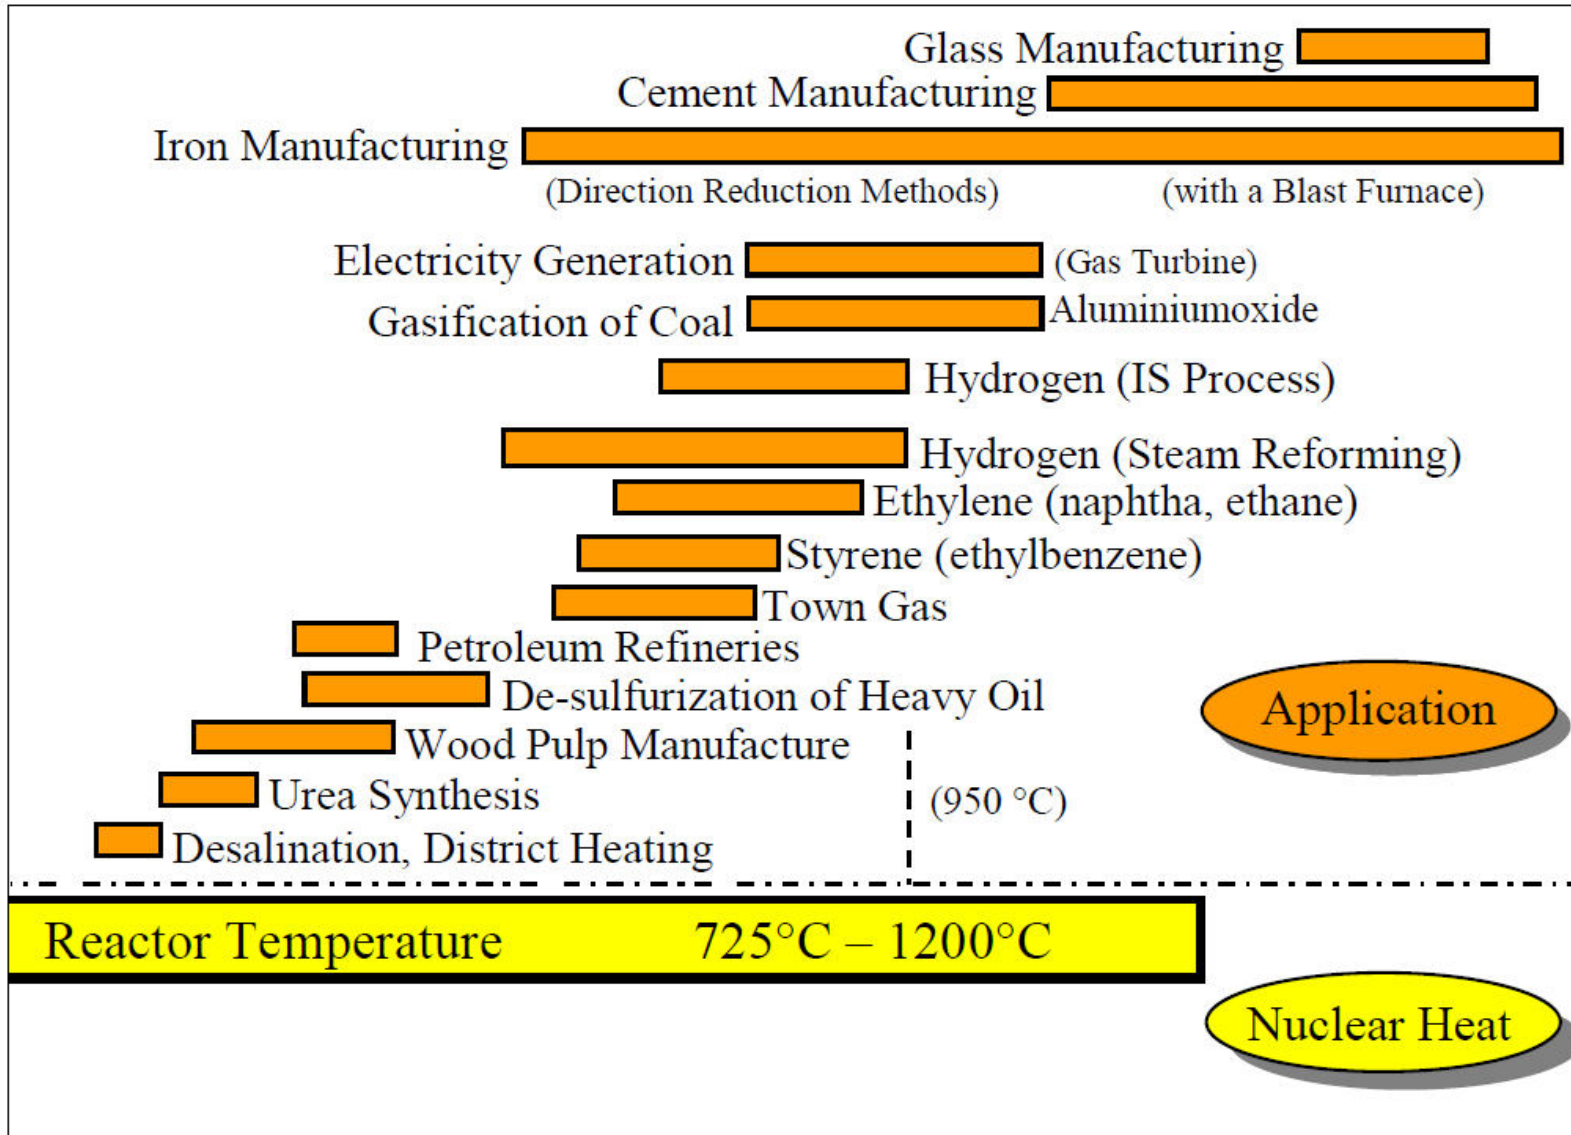 Glass Manufacturing
Cement Manufacturing
Iron Manufacturing
(Direction Reduction Methods) (with a Blast Furnace)
Electricity Generation (Gas Turbine)
Gasification of Coal Aluminiumoxide
Hydrogen (IS Process)
Hydrogen (Steam Reforming)
Ethylene (naphtha, ethane)
Styrene (ethylbenzene)
Town Gas
Petroleum Refineries
De-sulfurization of Heavy Oil
Application
Wood Pulp Manufacture
Urea Synthesis
(950 °C)
Desalination, District Heating
Reactor Temperature 725°C – 1200°C
Nuclear Heat